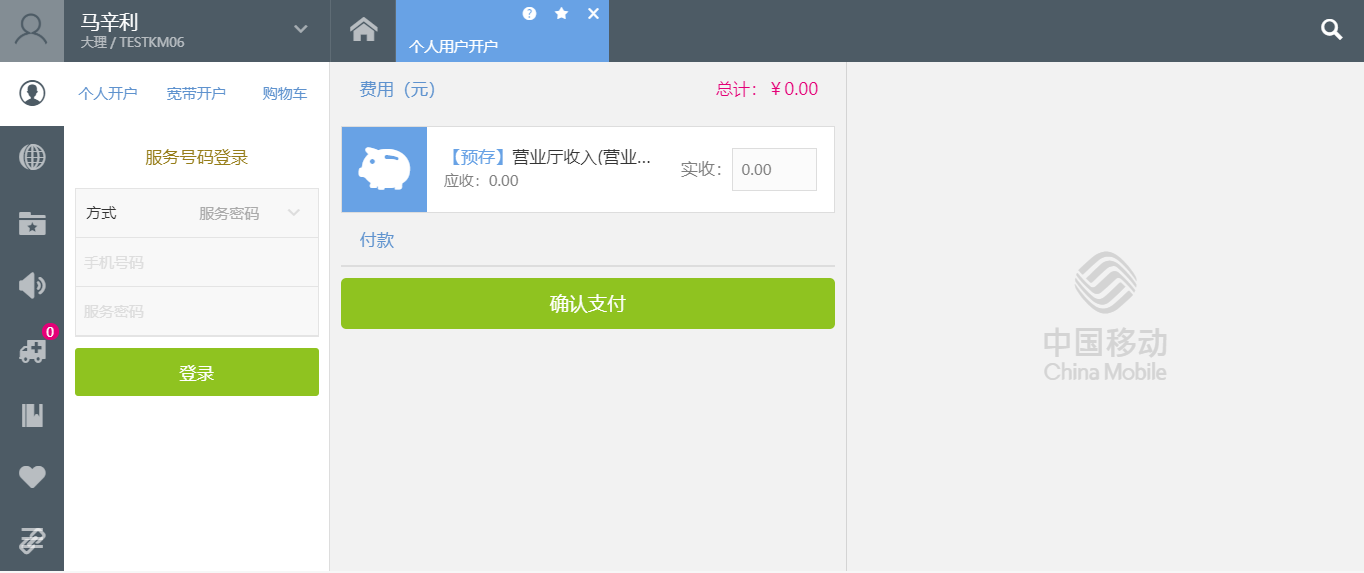 马辛利
大理 / TESTKM06
个人用户开户
个人开户 宽带开户 购物车
服务号码登录
方式 服务密码
手机号码
服务密码
登录
0
费用（元）
总计：￥0.00
【预存】营业厅收入(营业...
应收：0.00
实收：
0.00
付款
确认支付
中国移动
China Mobile